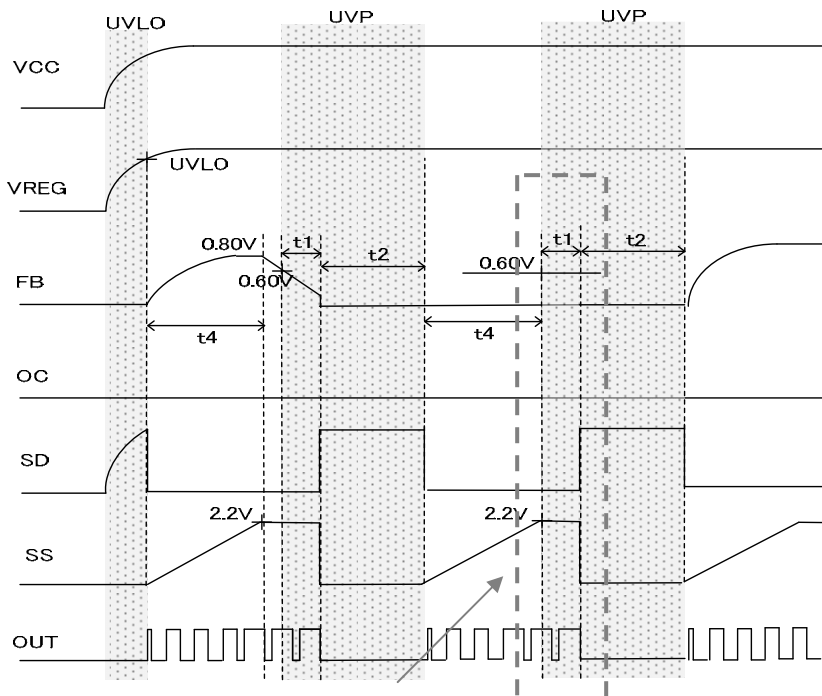 UVLO
UVP
UVP
VCC
UVLO
VREG
0.80V
t1
t2
t1
t2
0.60V
0.60V
FB
t4
t4
OC
SD
2.2V
2.2V
SS
OUT